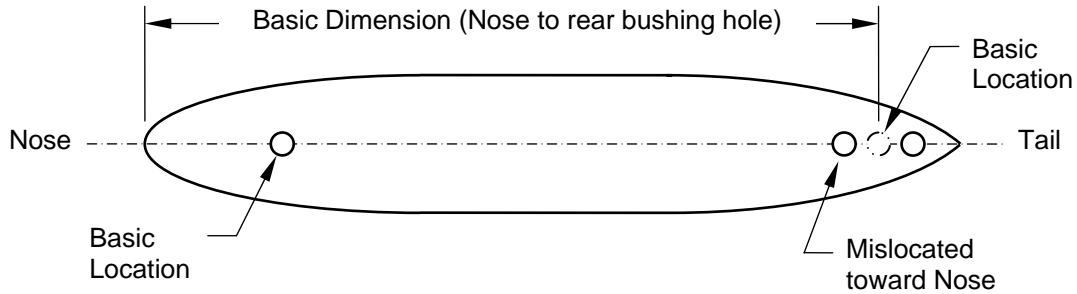 Basic Dimension (Nose to rear bushing hole)
Basic
Location
Nose
Tail
Basic
Location
Mislocated
toward Nose